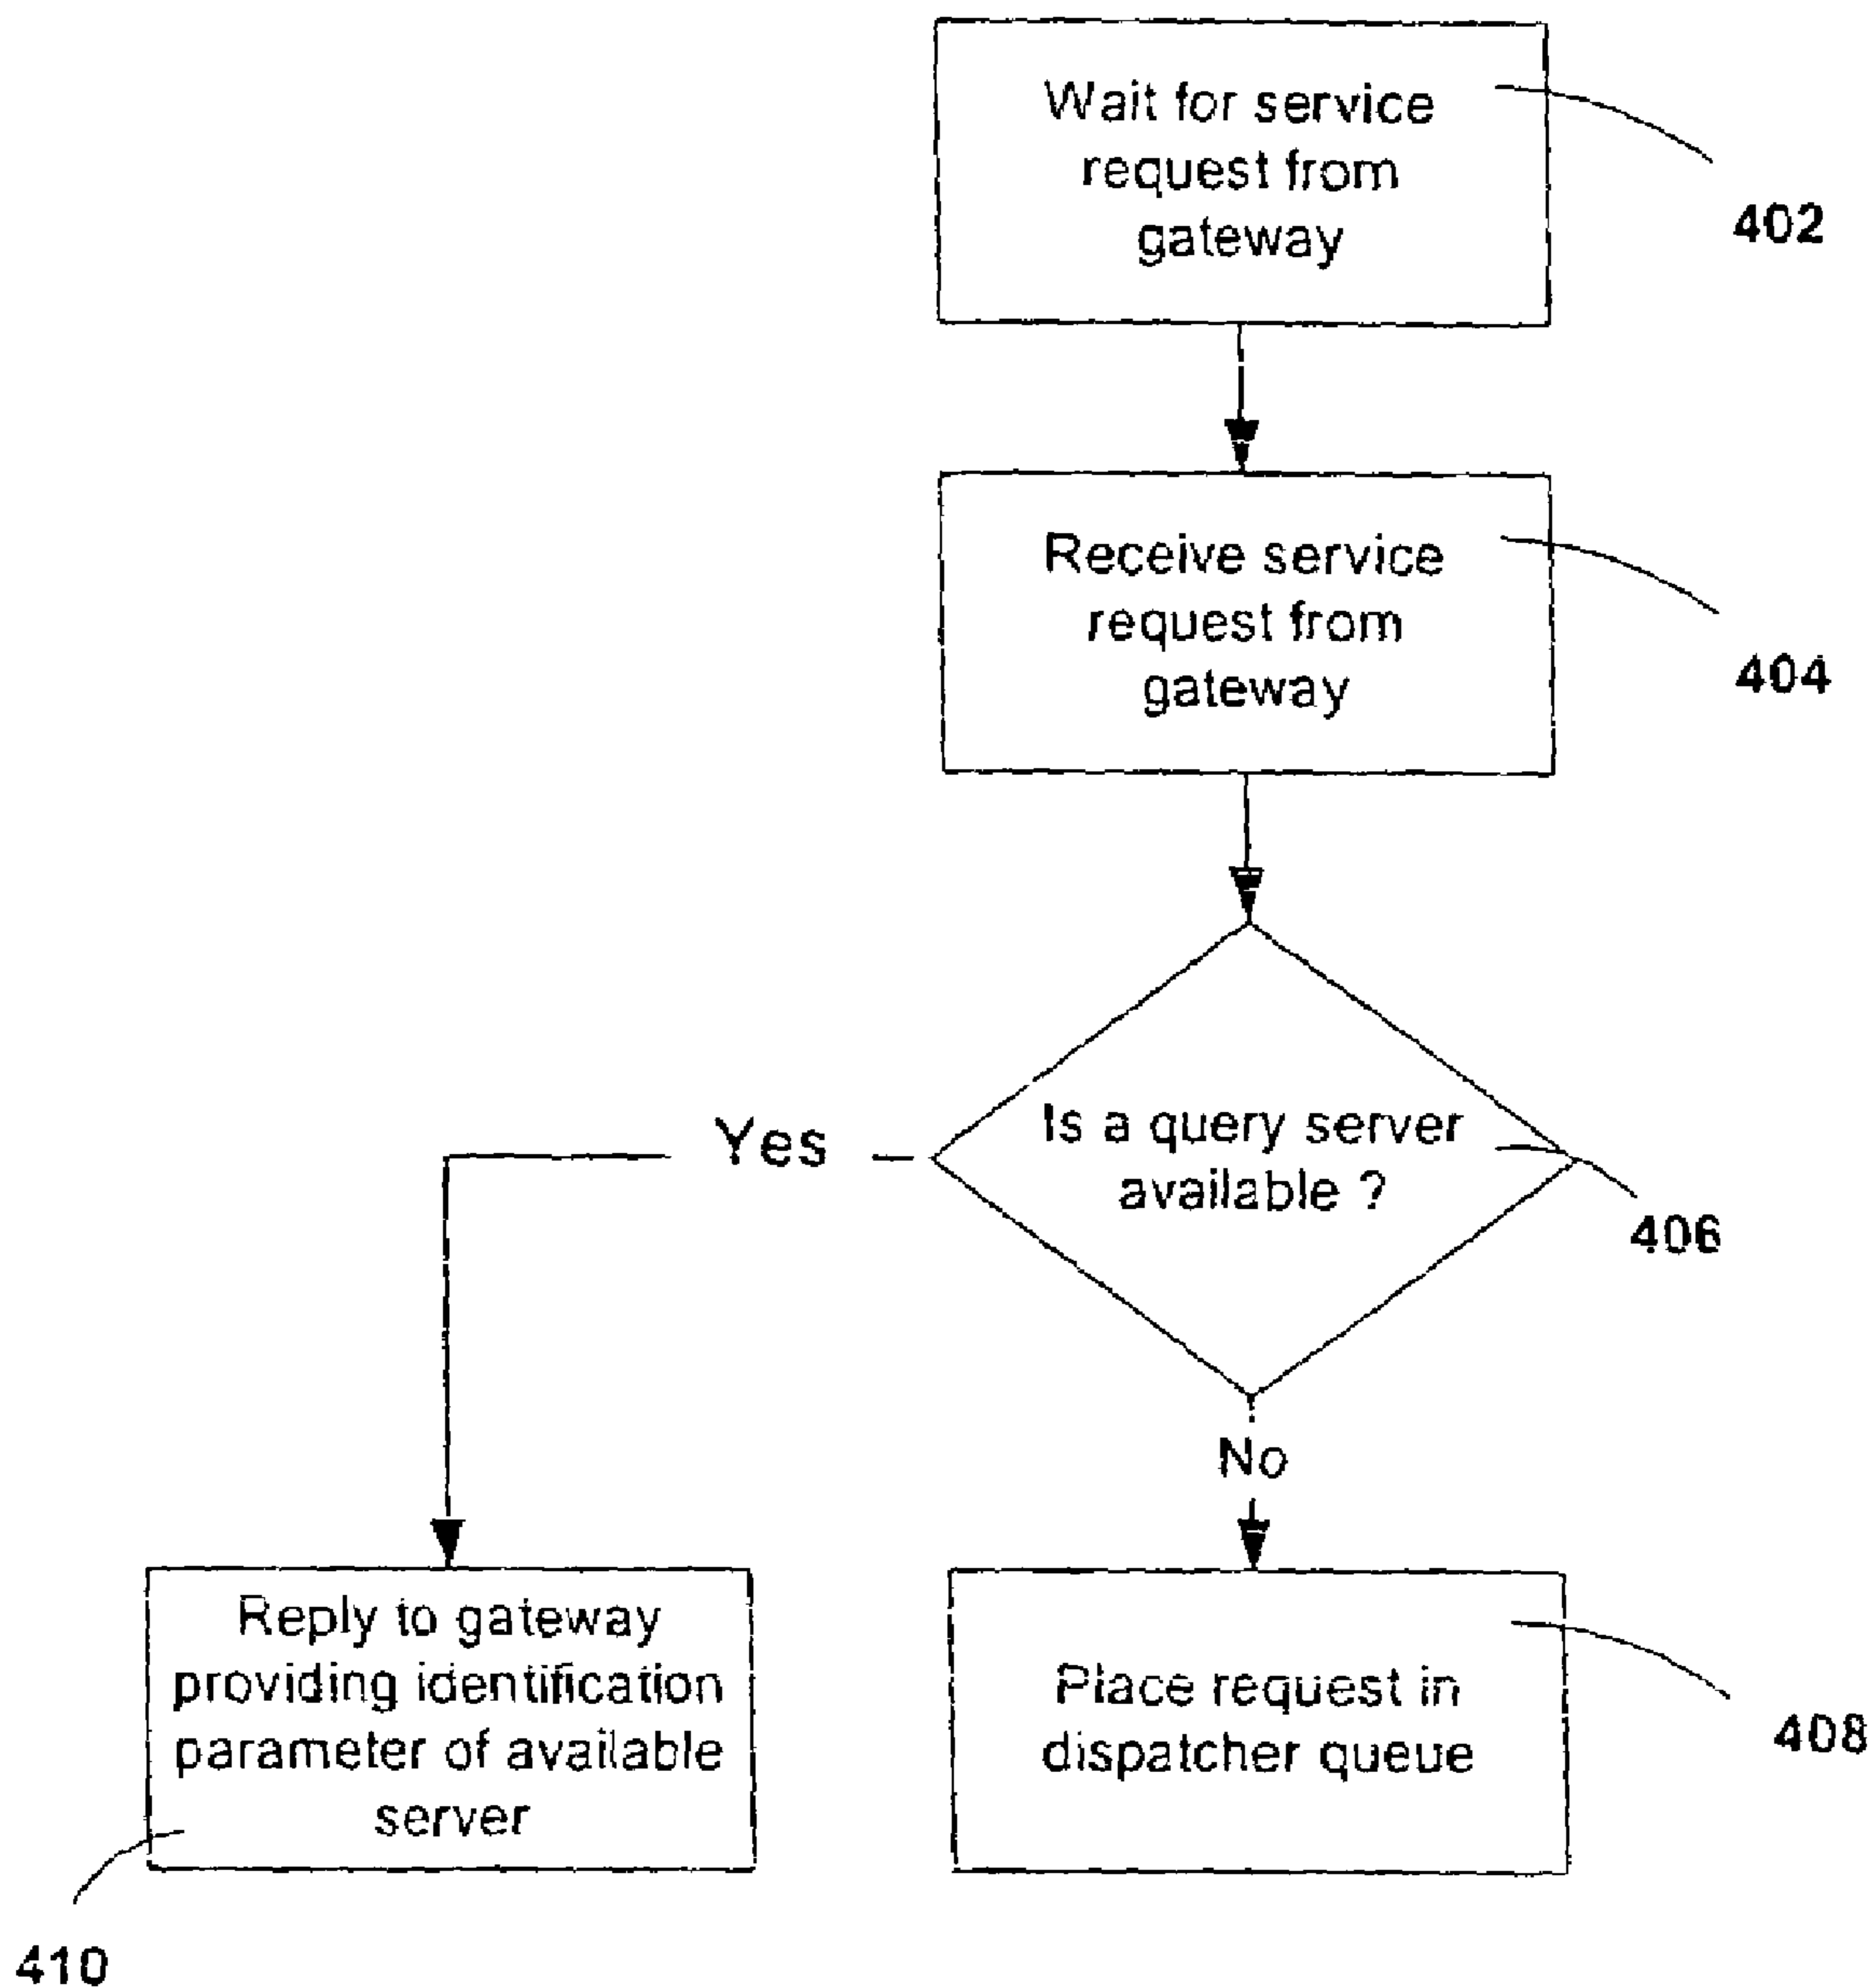 Wait for service
request from
gateway
402
Receive service
request from
gateway
404
Is a query server
available ?
406
Yes
No
Reply to gateway
providing identification
parameter of available
server
410
Place request in
dispatcher queue
408